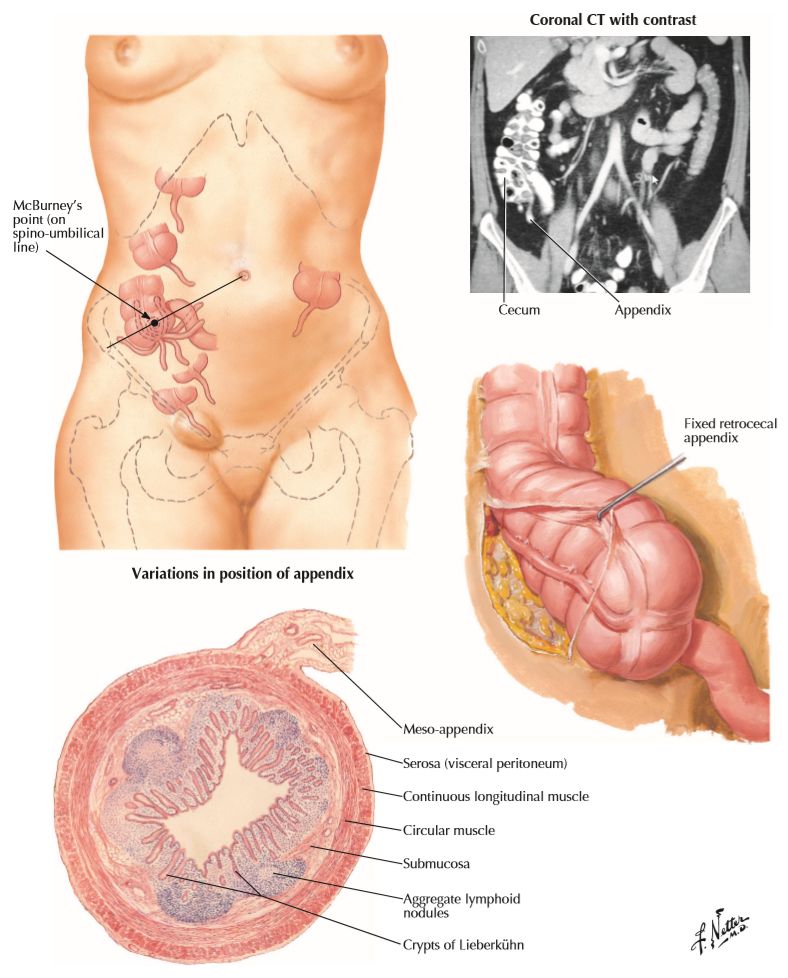 Coronal CT with contrast
McBurney's
point (on
spino-umbilical
line)
Cecum
Appendix
Fixed retrocecal
appendix
Variations in position of appendix
Meso-appendix
Serosa (visceral peritoneum)
Continuous longitudinal muscle
Circular muscle
Submucosa
Aggregate lymphoid
nodules
Crypts of Lieberkühn
F. Netter
M.D.